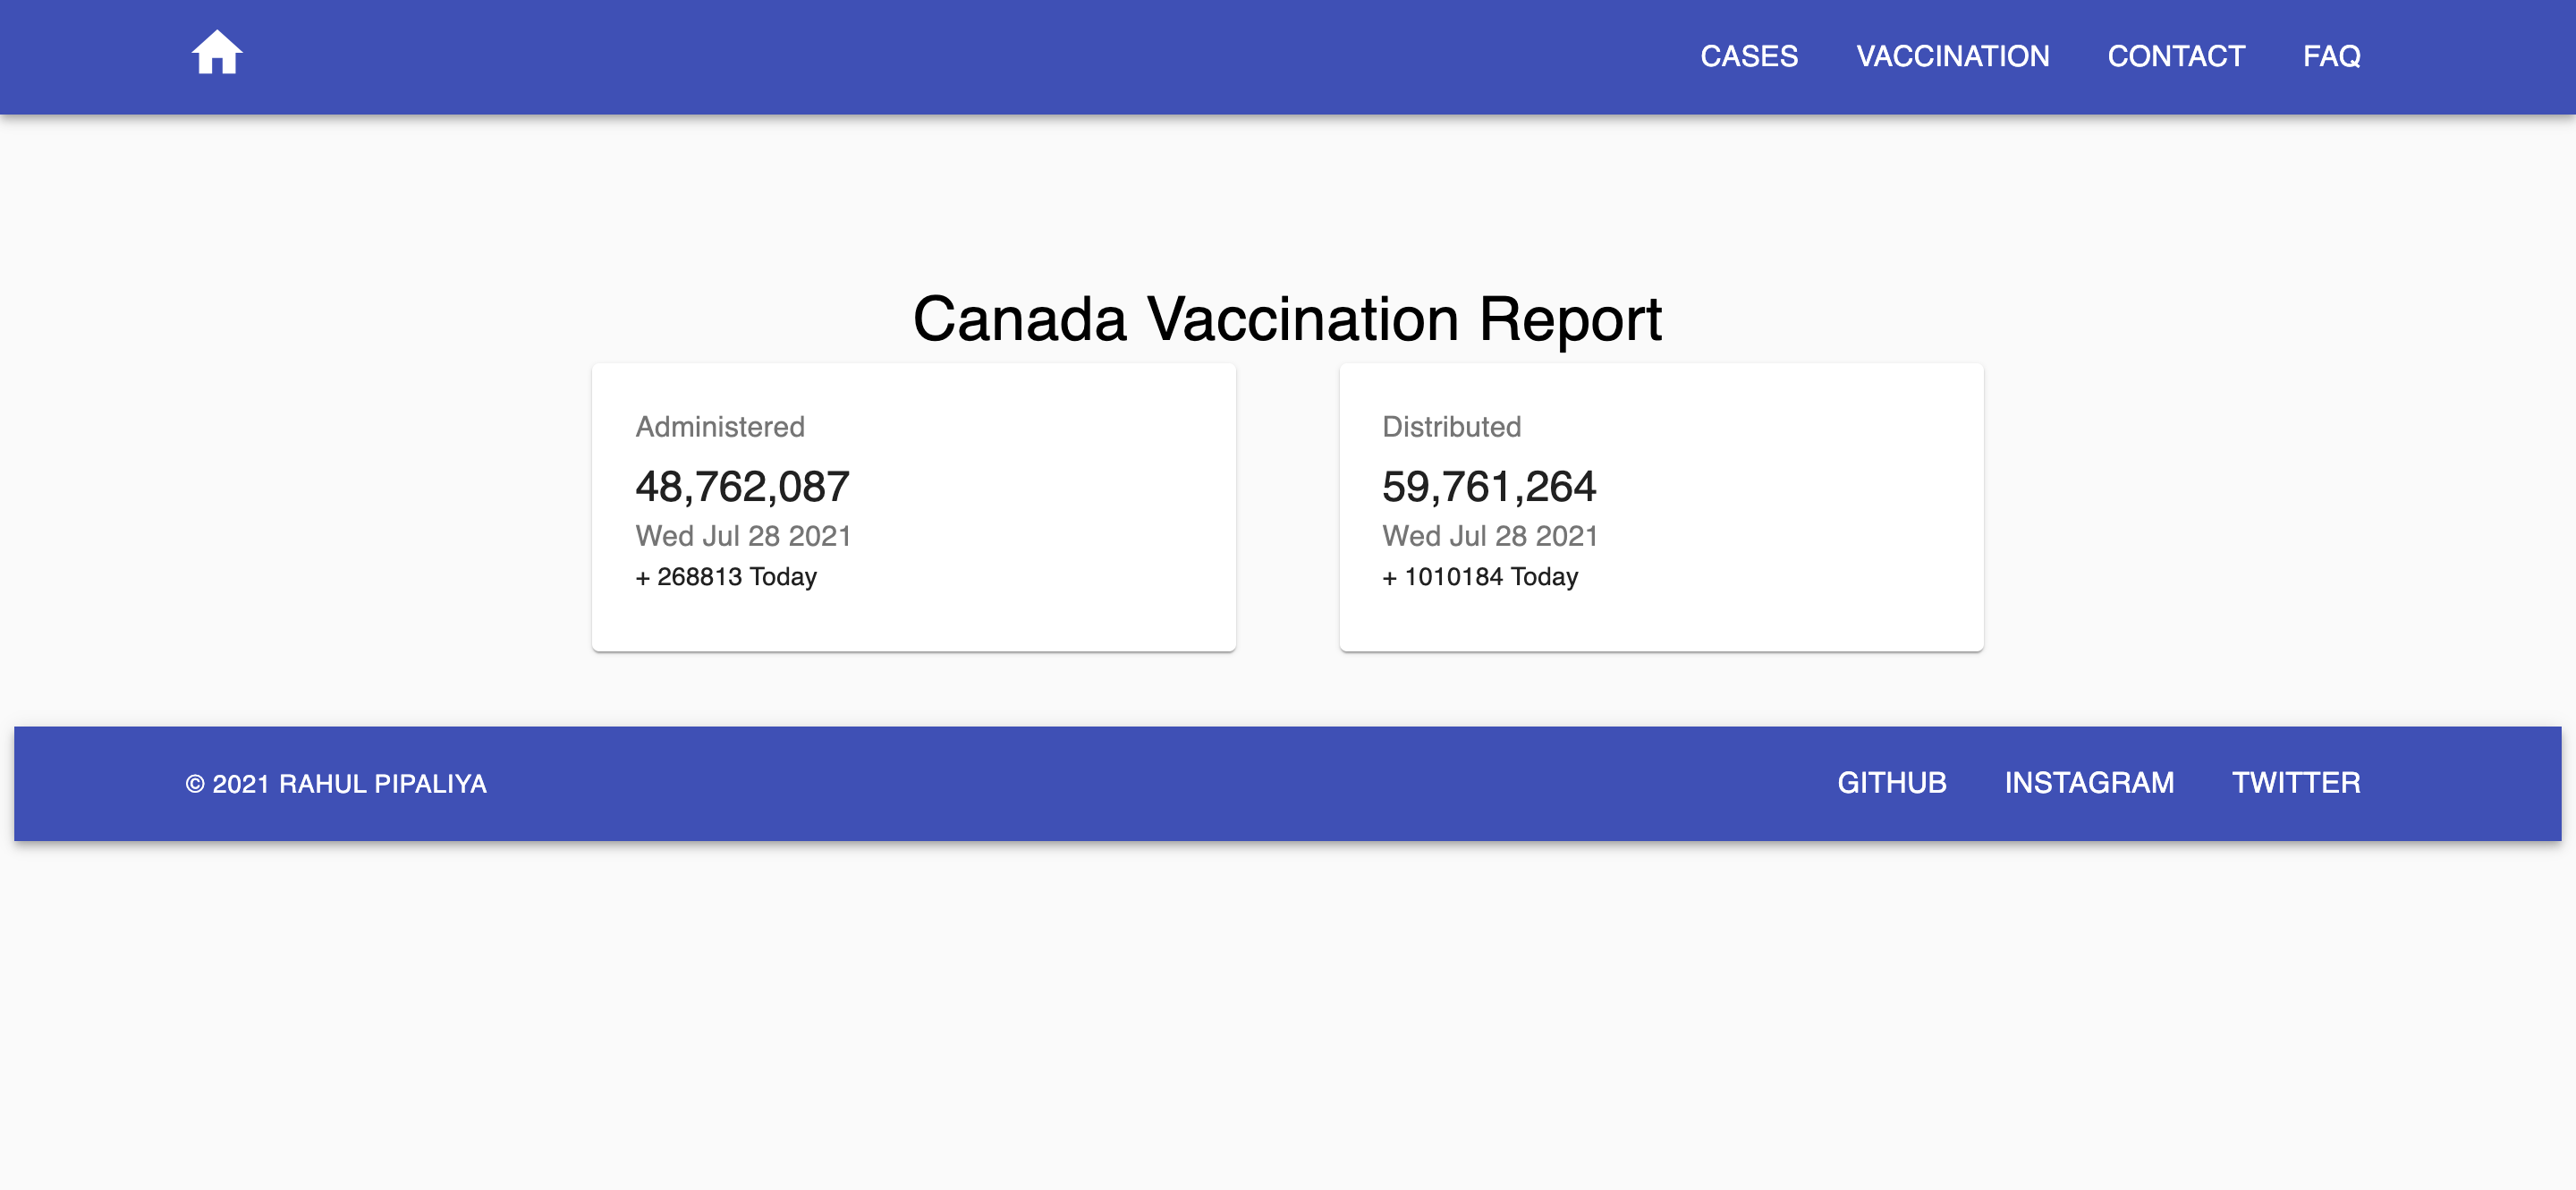 CASES VACCINATION CONTACT FAQ
Canada Vaccination Report
Administered
48,762,087
Wed Jul 28 2021
+ 268813 Today
Distributed
59,761,264
Wed Jul 28 2021
+ 1010184 Today
© 2021 RAHUL PIPALIYA
GITHUB INSTAGRAM TWITTER